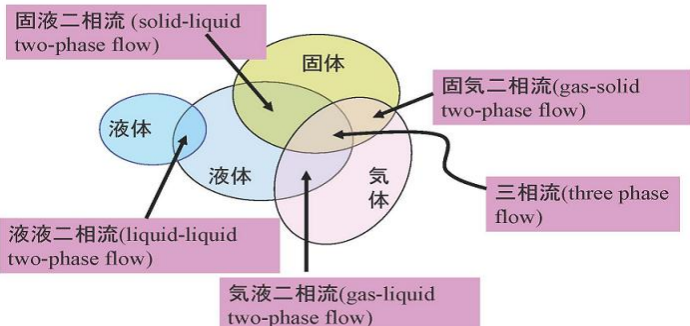 固液二相流 (solid-liquid
two-phase flow)
固体
固気二相流(gas-solid
two-phase flow)
液体
液体
気
体
三相流(three phase
flow)
液液二相流(liquid-liquid
two-phase flow)
気液二相流(gas-liquid
two-phase flow)